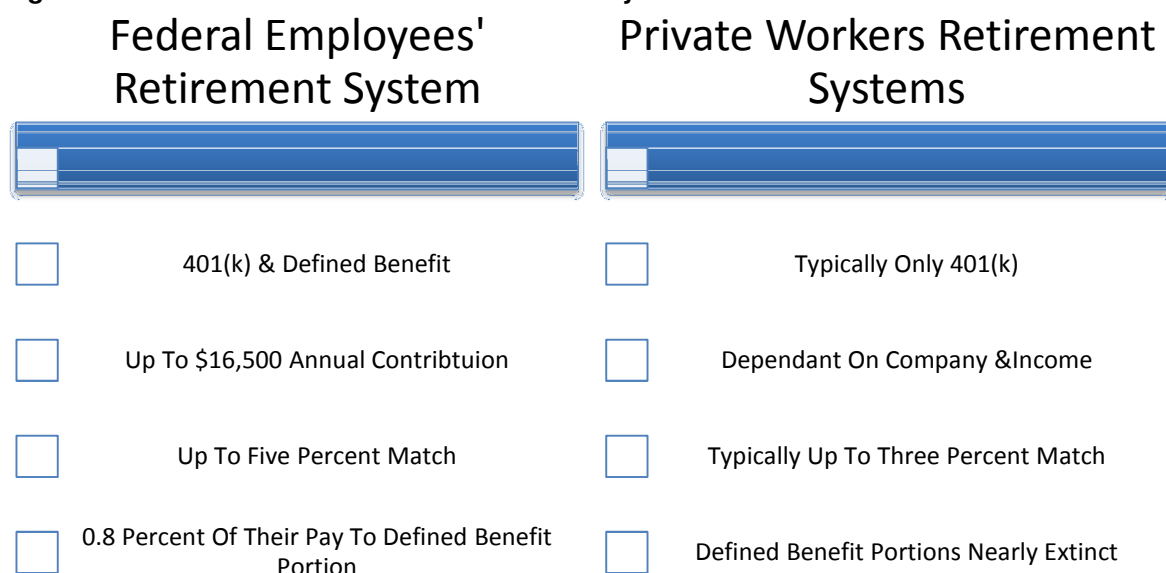 Federal Employees'
Retirement System
401(k) & Defined Benefit
Up To $16,500 Annual Contribtuion
Up To Five Percent Match
0.8 Percent Of Their Pay To Defined Benefit
Portion
Private Workers Retirement
Systems
Typically Only 401(k)
Dependant On Company &Income
Typically Up To Three Percent Match
Defined Benefit Portions Nearly Extinct